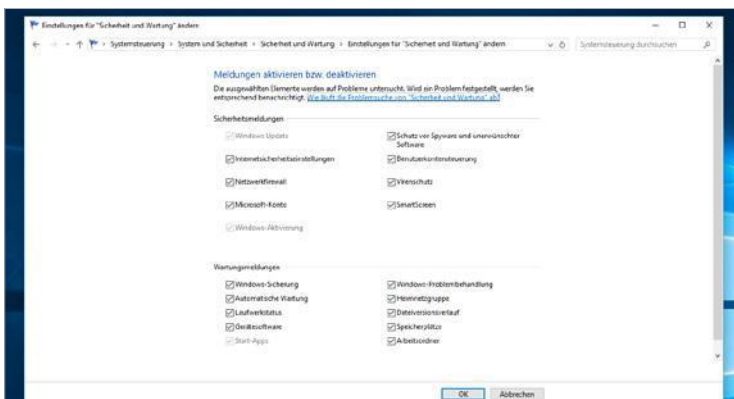 Einstellungen für "Sicherheit und Wartung" ändern
Systemsteuerung › System und Sicherheit › Sicherheit und Wartung › Einstellungen für "Sicherheit und Wartung" ändern
Systemsteuerung durchsuchen
Meldungen aktivieren bzw. deaktivieren
Die ausgewählten Elemente werden auf Probleme untersucht. Wird ein Problem festgestellt, werden Sie
entsprechend benachrichtigt. Wie läuft die Problemsuche von "Sicherheit und Wartung" ab?
Sicherheitsmeldungen
Windows Update
Schutz vor Spyware und unerwünschter
Software
Internetsicherheitseinstellungen
Benutzerkontensteuerung
Netzwerkfirewall
Virenschutz
Microsoft-Konto
SmartScreen
Windows-Aktivierung
Wartungsmeldungen
Windows-Sicherung
Windows-Problembehandlung
Automatische Wartung
Heimnetzgruppe
Laufwerkstatus
Dateiversionsverlauf
Gerätesoftware
Speicherplätze
Start-Apps
Arbeitsordner
OK
Abbrechen